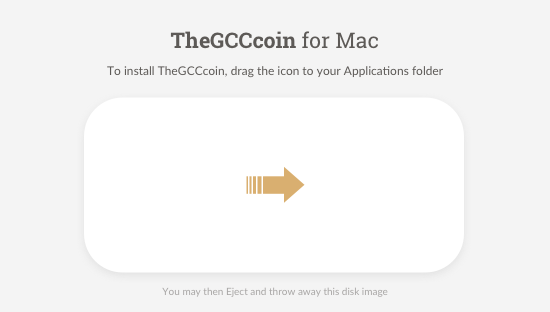 TheGCCcoin for Mac
To install TheGCCcoin, drag the icon to your Applications folder
You may then Eject and throw away this disk image